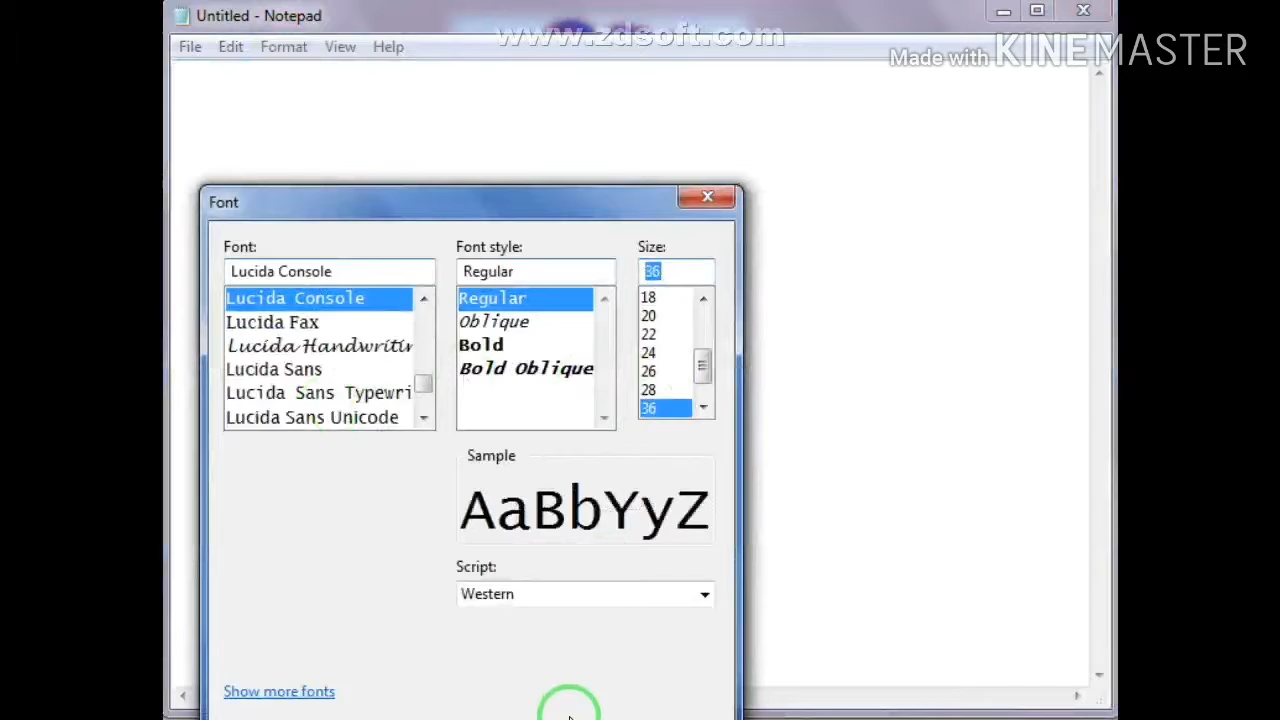 Untitled - Notepad
www.zdsoft.com
File Edit Format View Help
Made with KINEMASTER
Font
Font: Font style: Size:
Lucida Console Regular 36
Lucida Console Regular 18
Lucida Fax Oblique 20
Lucida Handwritin Bold 22
Lucida Sans Bold Oblique 24
Lucida Sans Typewri 26
Lucida Sans Unicode 28
36
Sample
AaBbYyZ
Script:
Western
Show more fonts